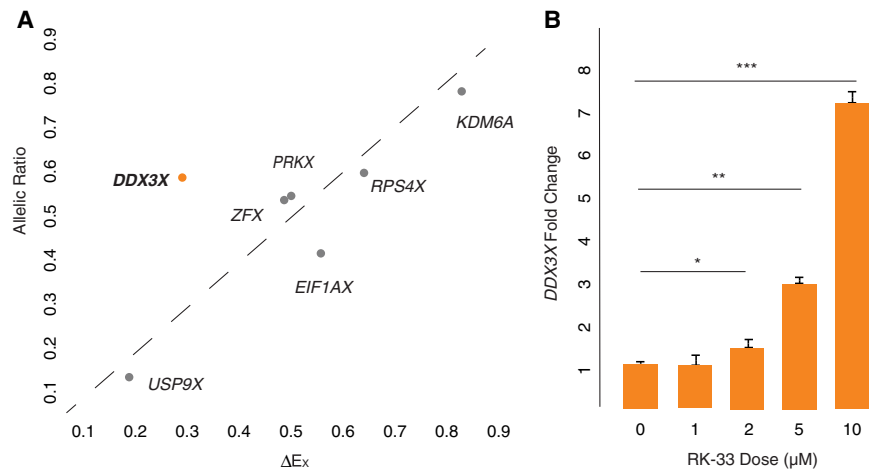 A
Allelic Ratio
0.9
0.8
0.7
0.6
0.5
0.4
0.3
0.2
0.1
KDM6A
PRKX
DDX3X
RPS4X
ZFX
EIF1AX
USP9X
0.1 0.2 0.3 0.4 0.5 0.6 0.7 0.8 0.9
ΔEx
B
DDX3X Fold Change
8
7
6
5
4
3
2
1
***
**
*
0 1 2 5 10
RK-33 Dose (µM)